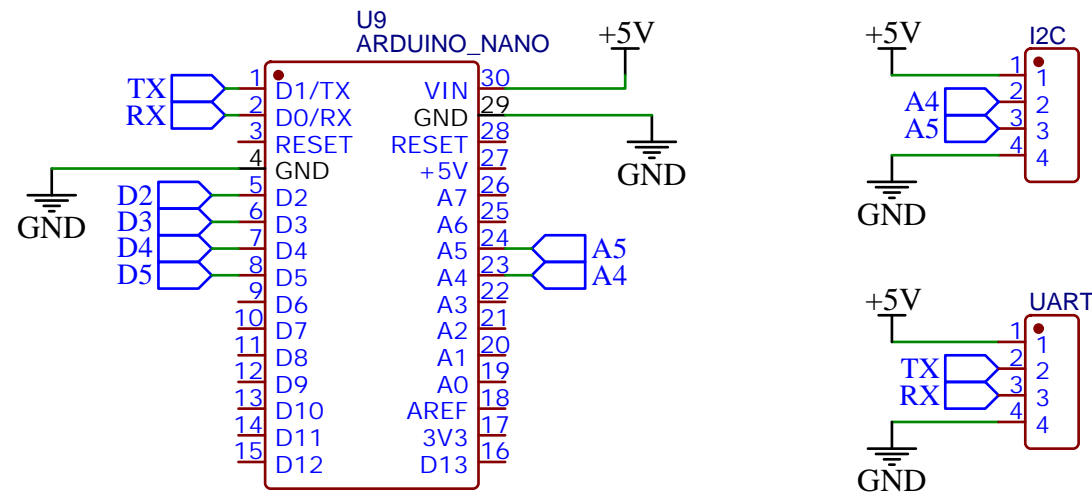 U9
ARDUINO_NANO
+5V
TX
RX
1 D1/TX VIN 30
2 D0/RX GND 29
3 RESET RESET 28
4 GND +5V 27
5 D2 A7 26
6 D3 A6 25
7 D4 A5 24
8 D5 A4 23
9 D6 A3 22
10 D7 A2 21
11 D8 A1 20
12 D9 A0 19
13 D10 AREF 18
14 D11 3V3 17
15 D12 D13 16
GND
D2
D3
D4
D5
GND
A5
A4
+5V
I2C
1 1
A4 2 2
A5 3 3
4 4
GND
+5V
UART
1 1
TX 2 2
RX 3 3
4 4
GND